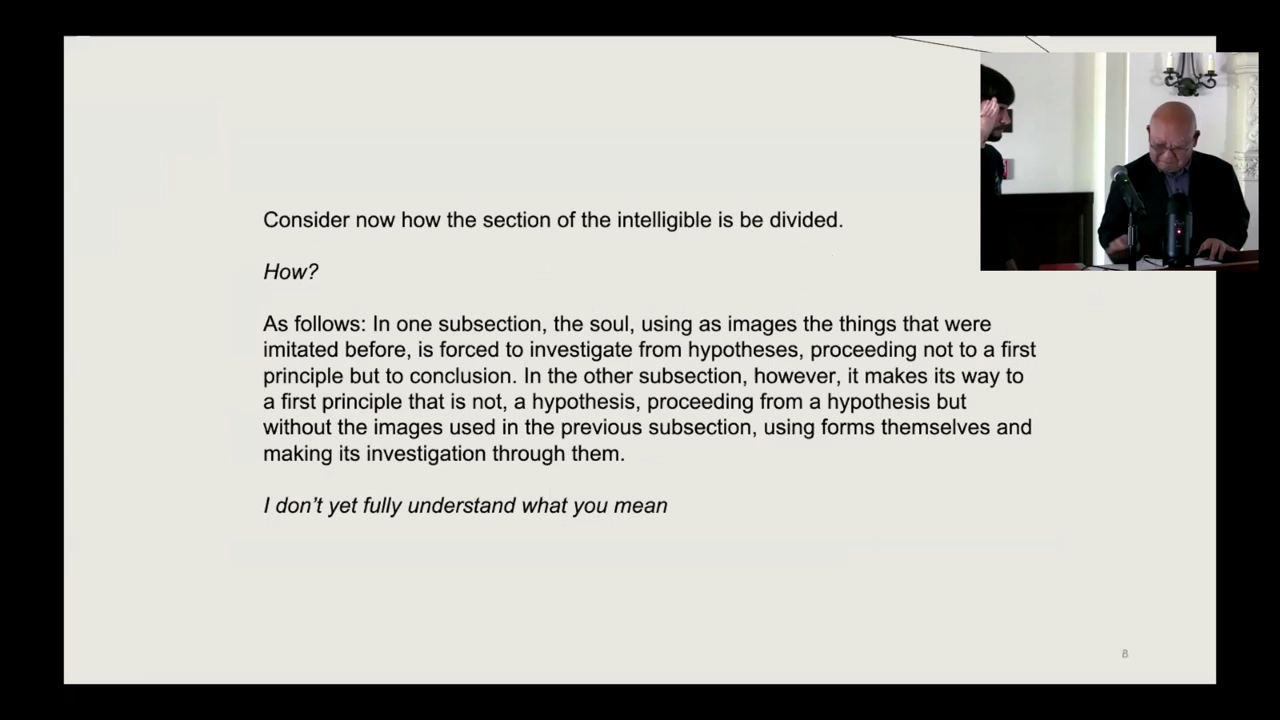 Consider now how the section of the intelligible is be divided.
How?
As follows: In one subsection, the soul, using as images the things that were
imitated before, is forced to investigate from hypotheses, proceeding not to a first
principle but to conclusion. In the other subsection, however, it makes its way to
a first principle that is not, a hypothesis, proceeding from a hypothesis but
without the images used in the previous subsection, using forms themselves and
making its investigation through them.
I don’t yet fully understand what you mean
8